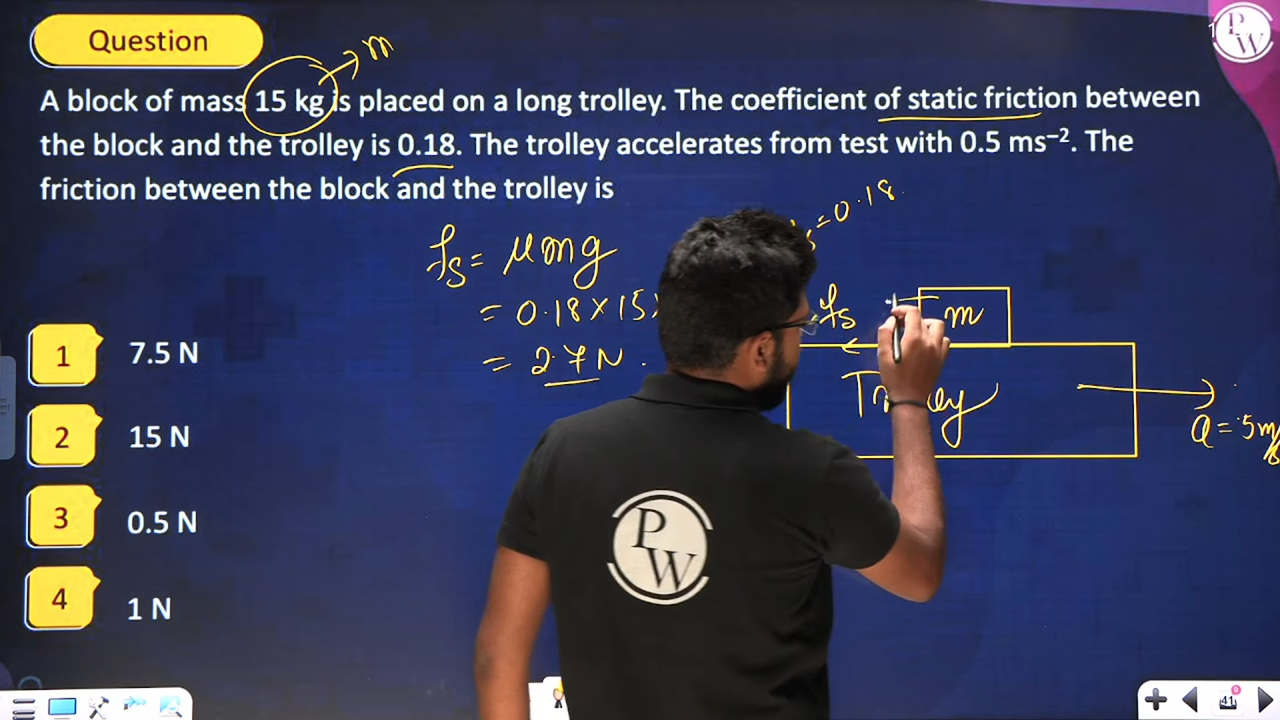 Question
→ m
A block of mass 15 kg is placed on a long trolley. The coefficient of static friction between
the block and the trolley is 0.18. The trolley accelerates from test with 0.5 ms⁻². The
friction between the block and the trolley is
=0.18
fs= μmg
= 0.18×15
= 2.7N
fs
m
Trolley
a = .5m/s
1 7.5 N
2 15 N
3 0.5 N
4 1 N
PW
PW
41